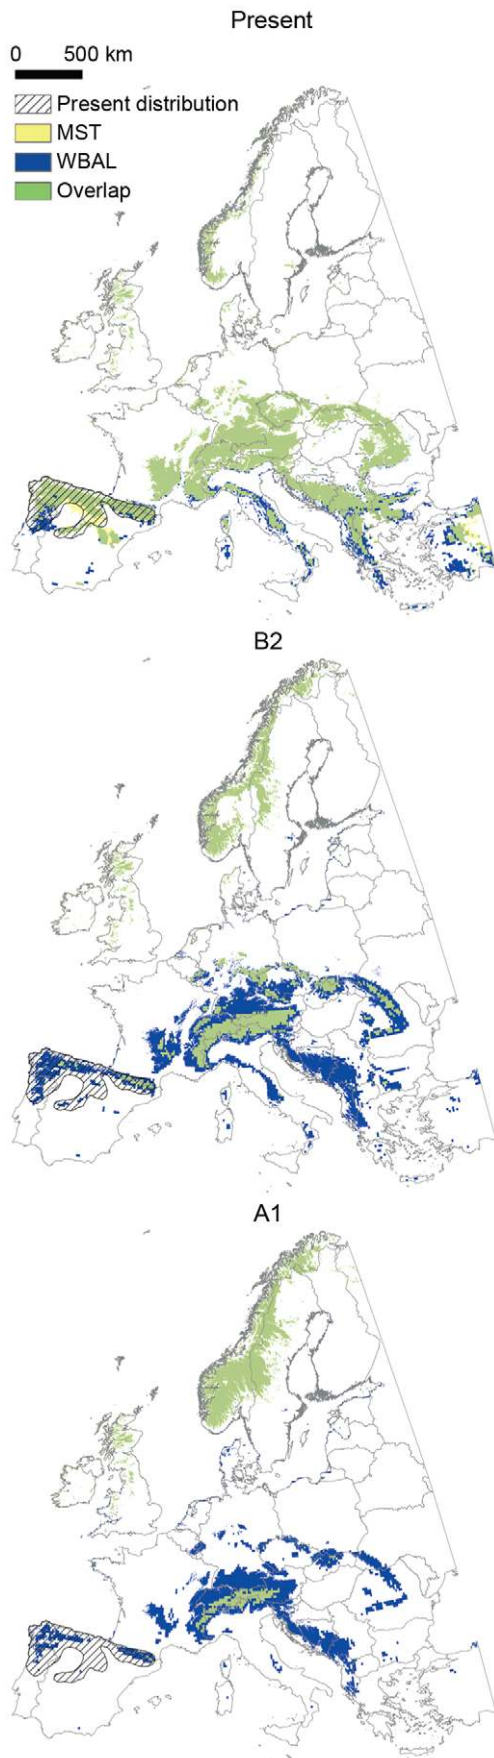 Present
0 500 km
Present distribution
MST
WBAL
Overlap
B2
A1